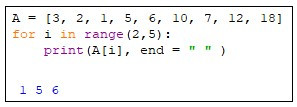 A = [3, 2, 1, 5, 6, 10, 7, 12, 18]
for i in range(2,5):
    print(A[i], end = " " )
1 5 6